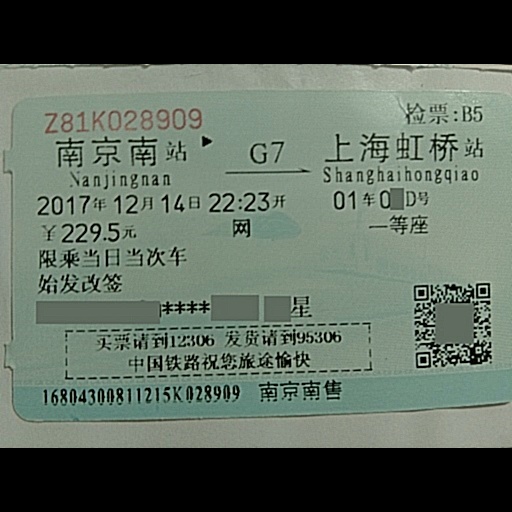 Z81K028909 检票:B5
南京南站 G7 上海虹桥站
Nanjingnan Shanghaihongqiao
2017年12月14日22:23开 01车0 D号
￥229.5元 网 一等座
限乘当日当次车
始发改签
**** 星
买票请到12306 发货请到95306
中国铁路祝您旅途愉快
16804300811215K028909 南京南售